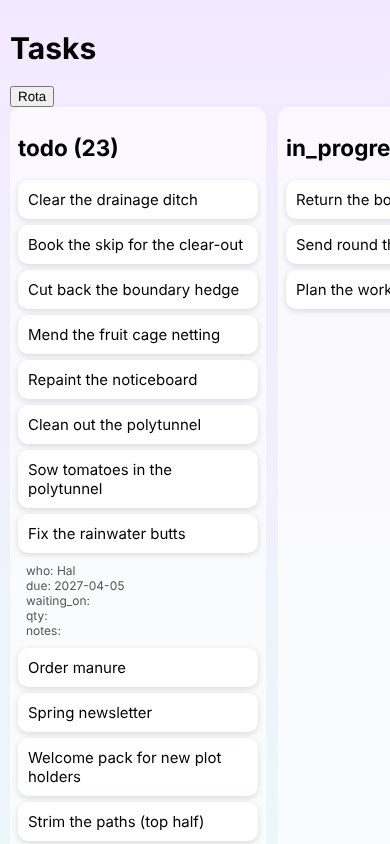 Tasks
Rota
todo (23)
Clear the drainage ditch
Book the skip for the clear-out
Cut back the boundary hedge
Mend the fruit cage netting
Repaint the noticeboard
Clean out the polytunnel
Sow tomatoes in the
polytunnel
Fix the rainwater butts
who: Hal
due: 2027-04-05
waiting_on:
qty:
notes:
Order manure
Spring newsletter
Welcome pack for new plot
holders
Strim the paths (top half)
in_progre
Return the bo
Send round th
Plan the work